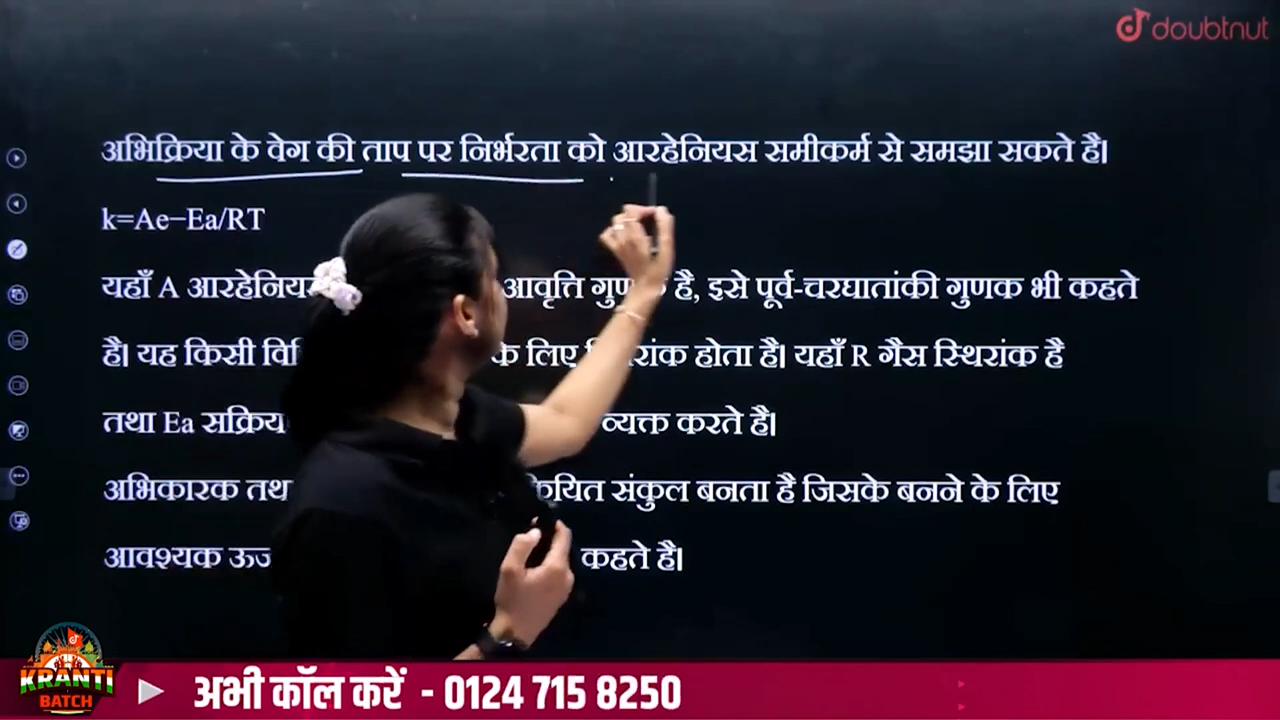 doubtnut
अभिक्रिया के वेग की ताप पर निर्भरता को आरहेनियस समीकर्म से समझा सकते है।
k=Ae−Ea/RT
यहाँ A आरहेनियस आवृत्ति गुणक है, इसे पूर्व-चरघातांकी गुणक भी कहते
है। यह किसी के लिए स्थिरांक होता है। यहाँ R गैस स्थिरांक है
तथा Ea व्यक्त करते है।
अभिकारक संकुल बनता है जिसके बनने के लिए
आवश्यक कहते है।
KRANTI
BATCH
अभी कॉल करें - 0124 715 8250